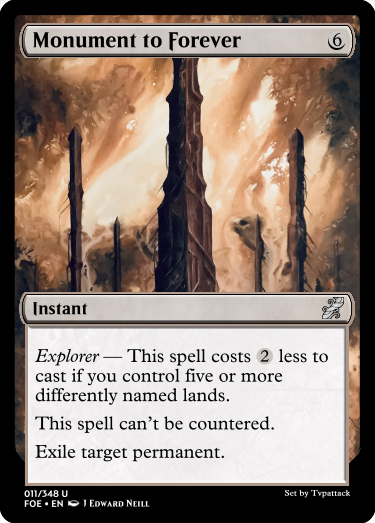 Monument to Forever 6
Instant
Explorer — This spell costs 2 less to
cast if you control five or more
differently named lands.
This spell can't be countered.
Exile target permanent.
011/348 U
Set by Tvpattack
FOE • EN J Edward Neill